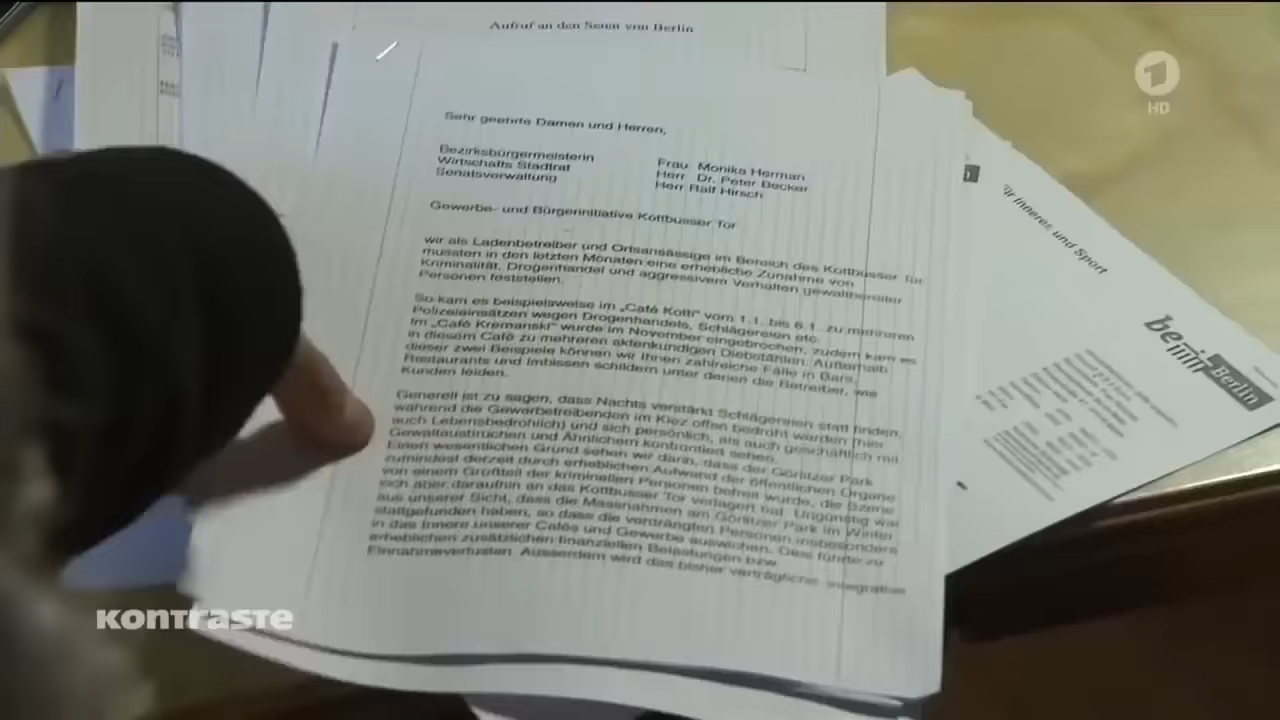 Aufruf an den Senat von Berlin
1
HD
Sehr geehrte Damen und Herren,
Bezirksbürgermeisterin Frau Monika Herman
Wirtschafts Stadtrat Herr Dr. Peter Becker
Senatsverwaltung Herr Ralf Hirsch
Gewerbe- und Bürgerinitiative Kottbusser Tor
wir als Ladenbetreiber und Ortsansässige im Bereich des Kottbusser Tor
mussten in den letzten Monaten eine erhebliche Zunahme von
Kriminalität, Drogenhandel und aggressivem Verhalten gewaltbereiter
Personen feststellen.
So kam es beispielsweise im „Café Kotti“ vom 1.1. bis 6.1. zu mehreren
Polizeieinsätzen wegen Drogenhandels, Schlägereien etc.
Im „Café Kremanski“ wurde im November eingebrochen, zudem kam es
in diesem Café zu mehreren aktenkundigen Diebstählen. Außerhalb
dieser zwei Beispiele können wir Ihnen zahlreiche Fälle in Bars,
Restaurants und Imbissen schildern unter denen die Betreiber, wie
Kunden leiden.
Generell ist zu sagen, dass Nachts verstärkt Schlägereien statt finden,
während die Gewerbetreibenden im Kiez offen bedroht werden (hier
auch Lebensbedrohlich) und sich persönlich, als auch geschäftlich mit
Gewaltaustrüchen und Ähnlichem konfrontiert sehen.
Einen wesentlichen Grund sehen wir darin, dass der Görlitzer Park
zumindest derzeit durch erheblichen Aufwand der öffentlichen Organe
von einem Großteil der kriminellen Personen befreit wurde, die Szene
sich aber daraufhin an das Kottbusser Tor verlagert hat. Ungünstig war
aus unserer Sicht, dass die Massnahmen am Görlitzer Park im Winter
stattgefunden haben, so dass die verdrängten Personen insbesondere
in das Innere unserer Cafés und Gewerbe ausweichen. Dies führte zu
erheblichen zusätzlichen finanziellen Belastungen bzw.
Einnahmeverlusten. Ausserdem wird das bisher verträgliche integrative
für Inneres und Sport
be Berlin
kontraste